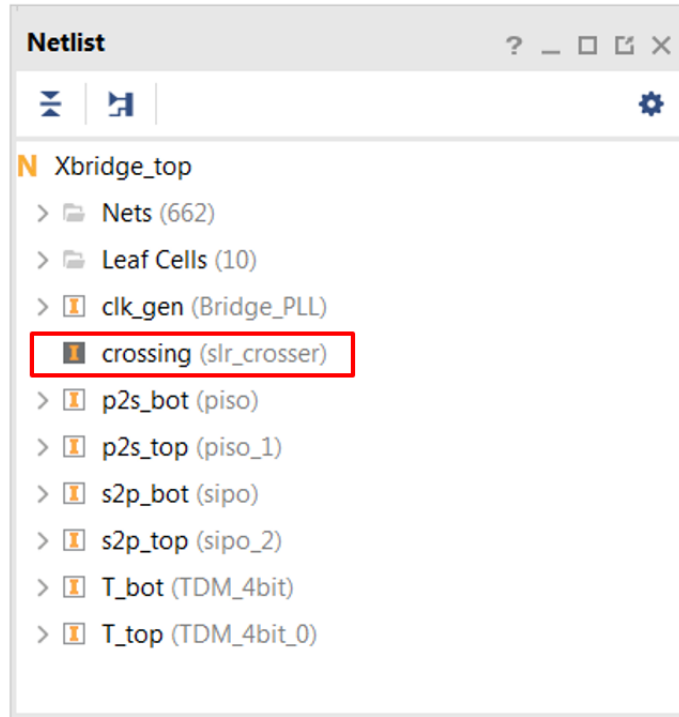 Netlist
Xbridge_top
Nets (662)
Leaf Cells (10)
clk_gen (Bridge_PLL)
crossing (slr_crosser)
p2s_bot (piso)
p2s_top (piso_1)
s2p_bot (sipo)
s2p_top (sipo_2)
T_bot (TDM_4bit)
T_top (TDM_4bit_0)